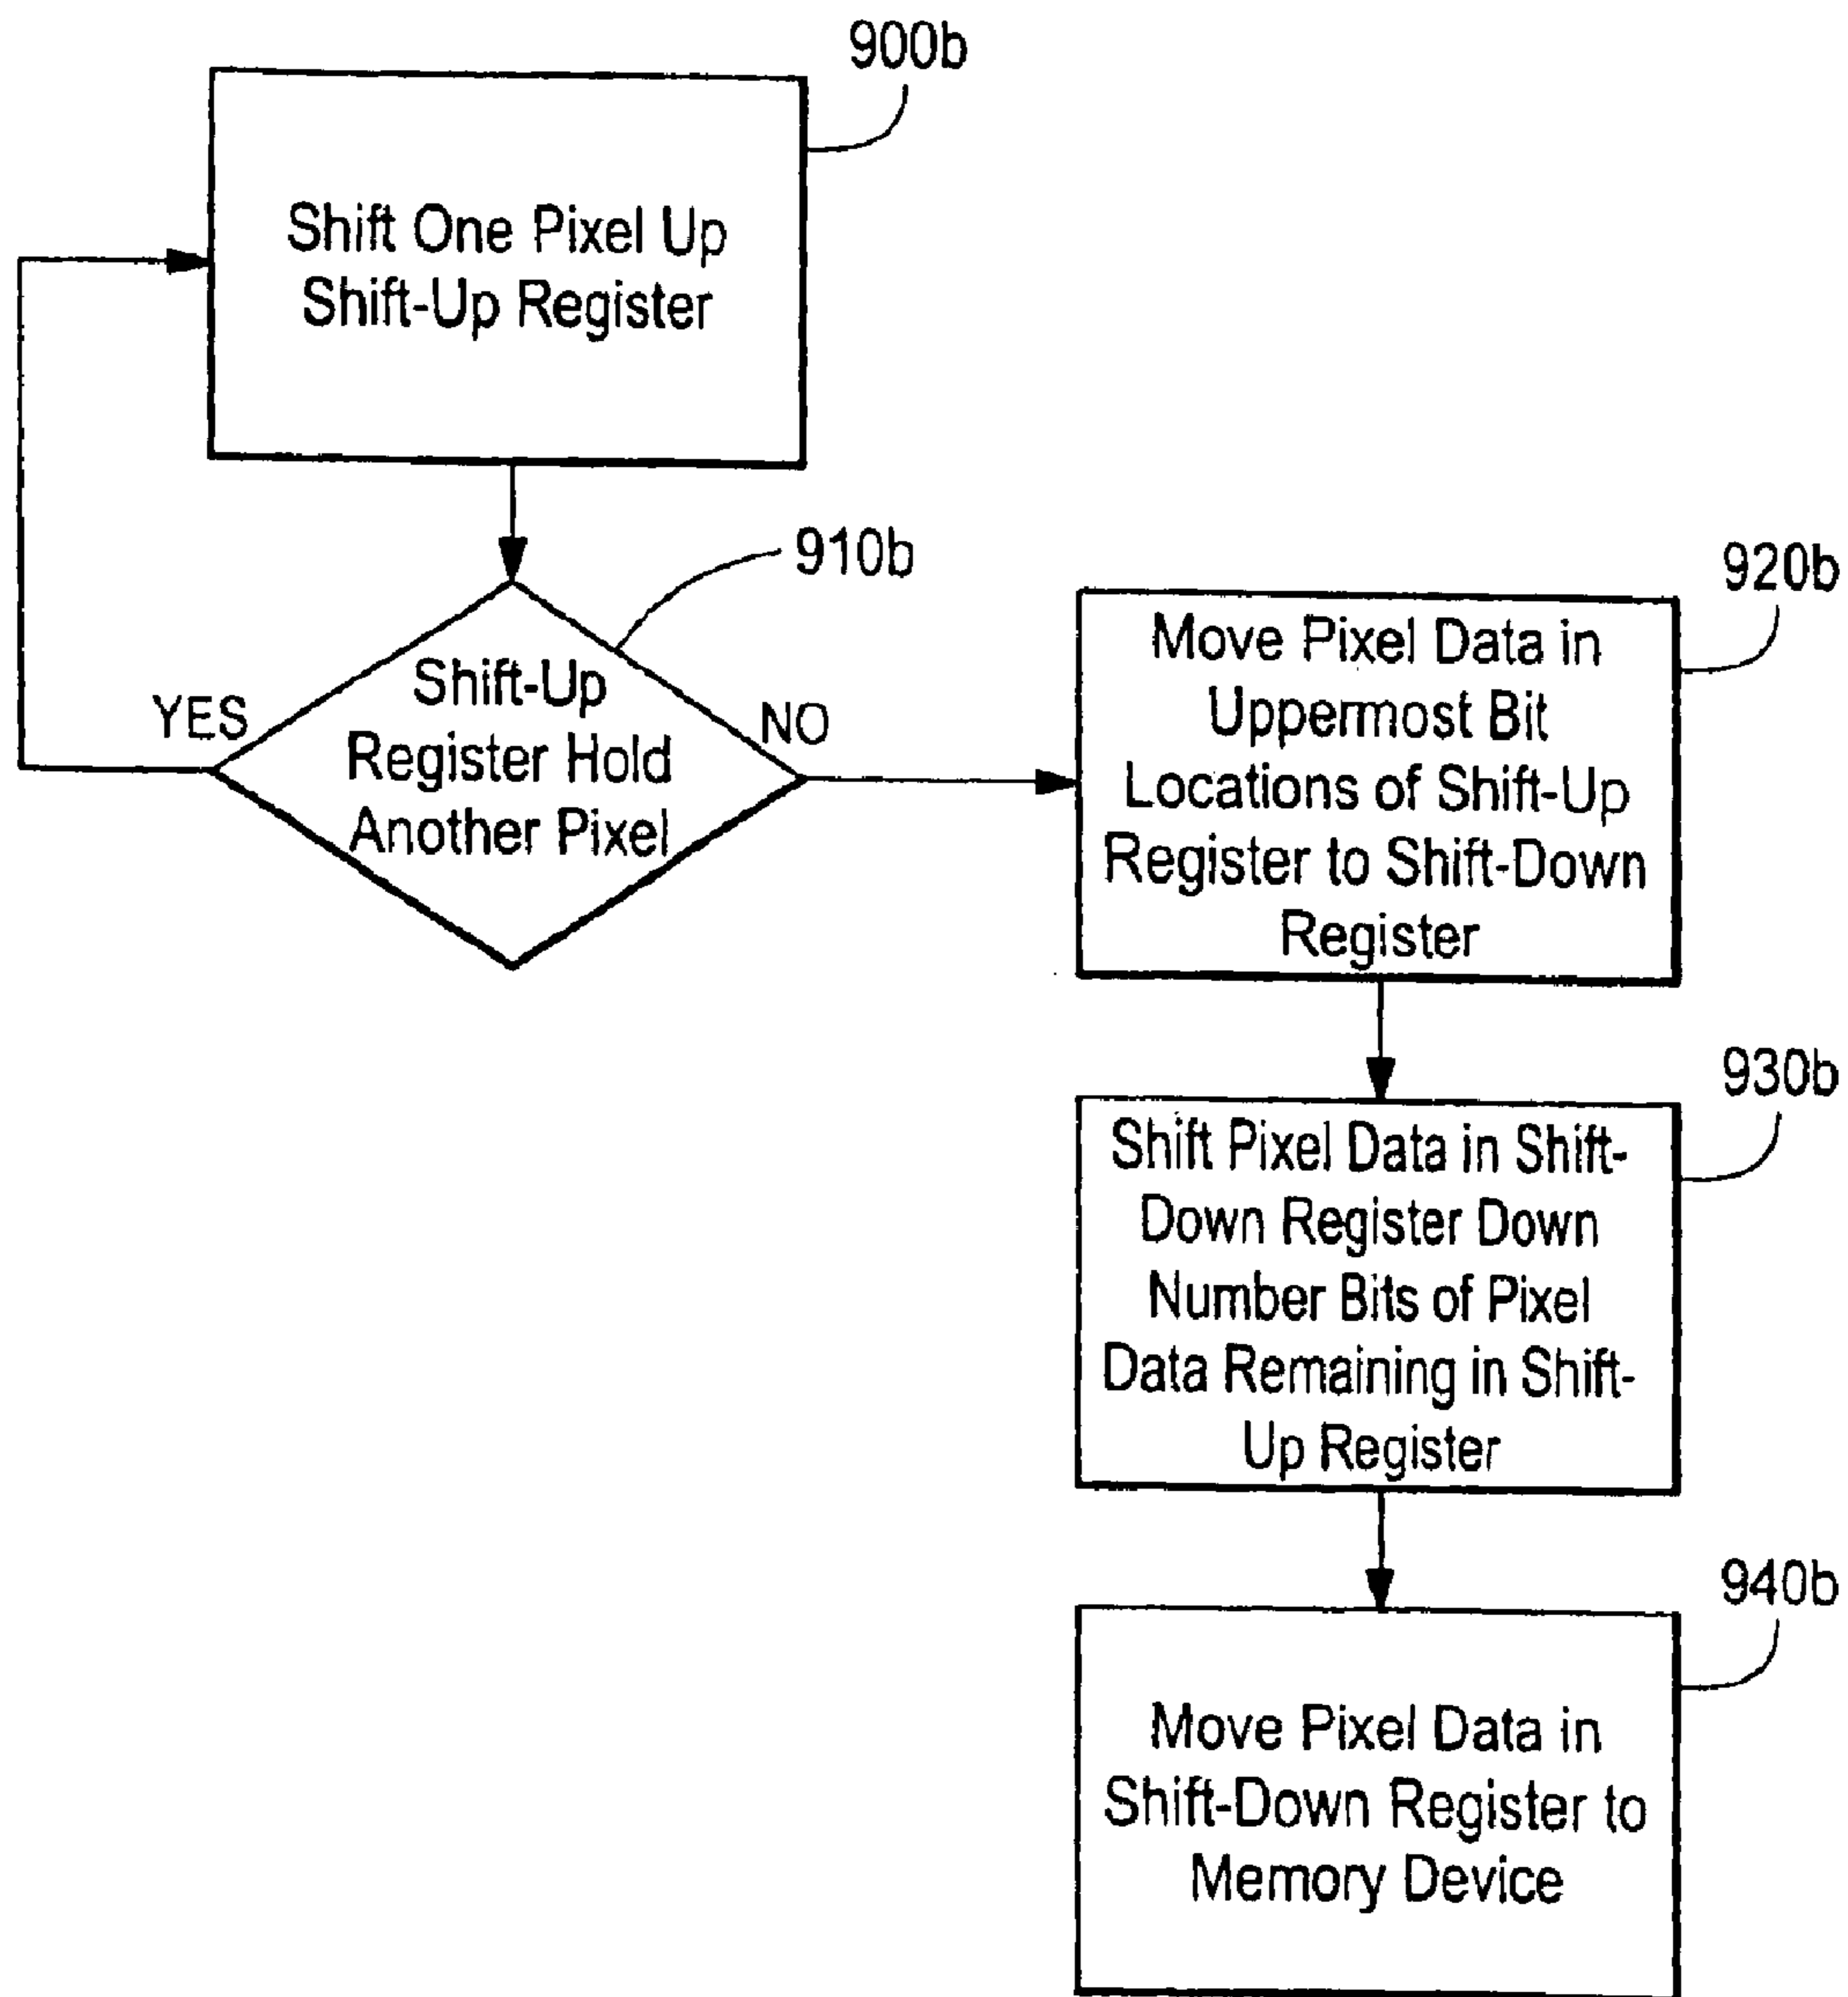 900b
Shift One Pixel Up
Shift-Up Register
910b
Shift-Up
Register Hold
Another Pixel
YES
NO
920b
Move Pixel Data in
Uppermost Bit
Locations of Shift-Up
Register to Shift-Down
Register
930b
Shift Pixel Data in Shift-
Down Register Down
Number Bits of Pixel
Data Remaining in Shift-
Up Register
940b
Move Pixel Data in
Shift-Down Register to
Memory Device